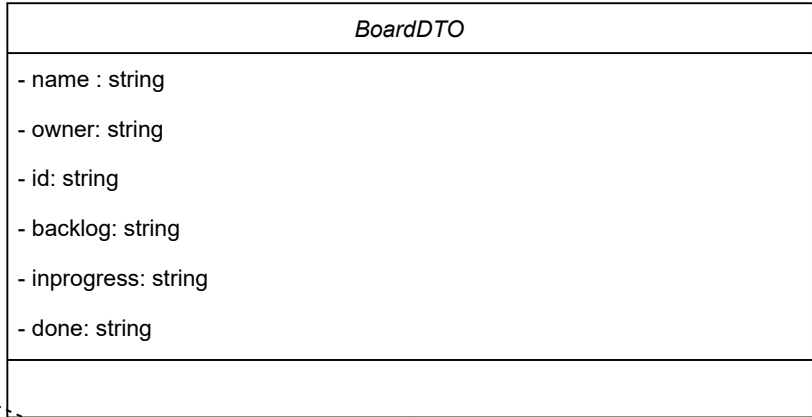 BoardDTO
- name : string
- owner: string
- id: string
- backlog: string
- inprogress: string
- done: string